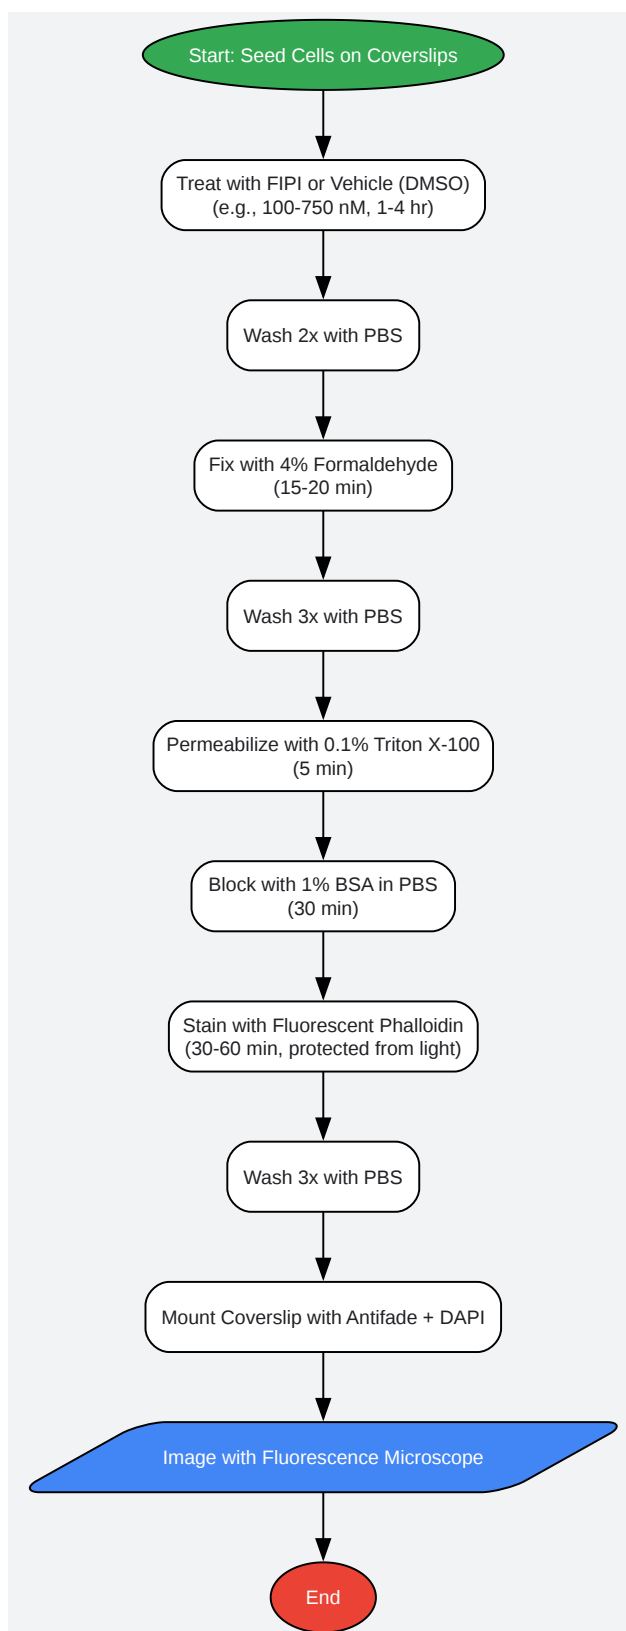 Start: Seed Cells on Coverslips
Treat with FIPI or Vehicle (DMSO)
(e.g., 100-750 nM, 1-4 hr)
Wash 2x with PBS
Fix with 4% Formaldehyde
(15-20 min)
Wash 3x with PBS
Permeabilize with 0.1% Triton X-100
(5 min)
Block with 1% BSA in PBS
(30 min)
Stain with Fluorescent Phalloidin
(30-60 min, protected from light)
Wash 3x with PBS
Mount Coverslip with Antifade + DAPI
Image with Fluorescence Microscope
End